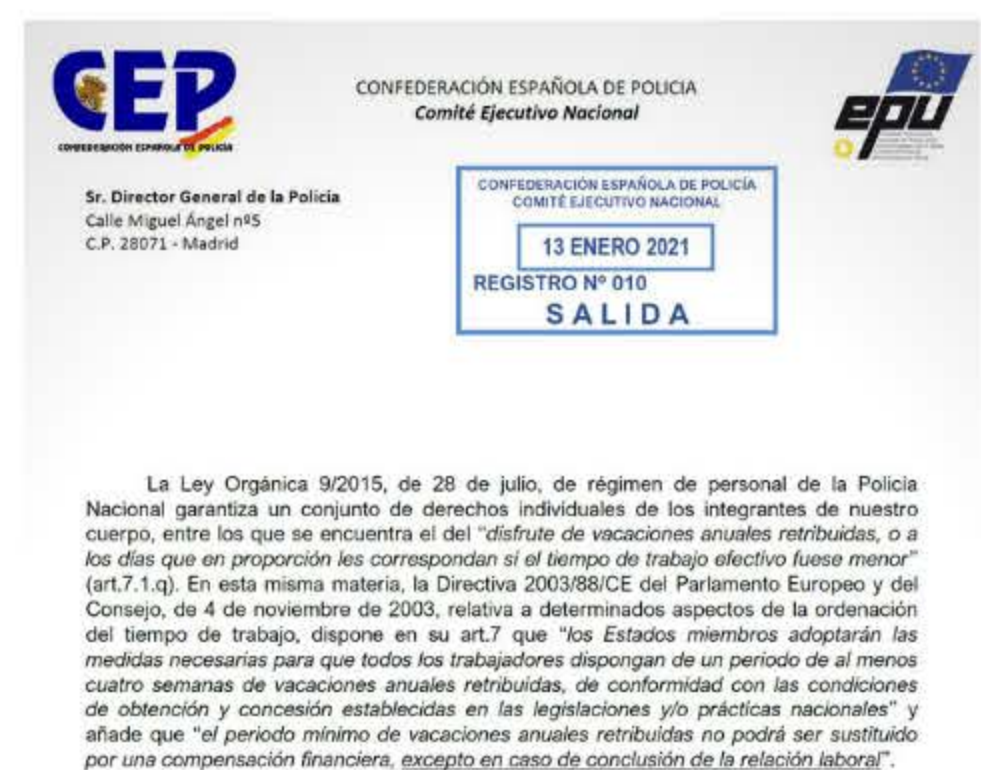 CEP
CONFEDERACIÓN ESPAÑOLA DE POLICÍA
CONFEDERACIÓN ESPAÑOLA DE POLICIA
Comité Ejecutivo Nacional
epu
Sr. Director General de la Policia
Calle Miguel Ángel nº5
C.P. 28071 - Madrid
CONFEDERACIÓN ESPAÑOLA DE POLICÍA
COMITÉ EJECUTIVO NACIONAL
13 ENERO 2021
REGISTRO Nº 010
SALIDA
La Ley Orgánica 9/2015, de 28 de julio, de régimen de personal de la Policia
Nacional garantiza un conjunto de derechos individuales de los integrantes de nuestro
cuerpo, entre los que se encuentra el del "disfrute de vacaciones anuales retribuidas, o a
los días que en proporción les correspondan si el tiempo de trabajo efectivo fuese menor"
(art.7.1.q). En esta misma materia, la Directiva 2003/88/CE del Parlamento Europeo y del
Consejo, de 4 de noviembre de 2003, relativa a determinados aspectos de la ordenación
del tiempo de trabajo, dispone en su art.7 que "los Estados miembros adoptarán las
medidas necesarias para que todos los trabajadores dispongan de un periodo de al menos
cuatro semanas de vacaciones anuales retribuidas, de conformidad con las condiciones
de obtención y concesión establecidas en las legislaciones y/o prácticas nacionales" y
añade que "el periodo mínimo de vacaciones anuales retribuidas no podrá ser sustituido
por una compensación financiera, excepto en caso de conclusión de la relación laboral".